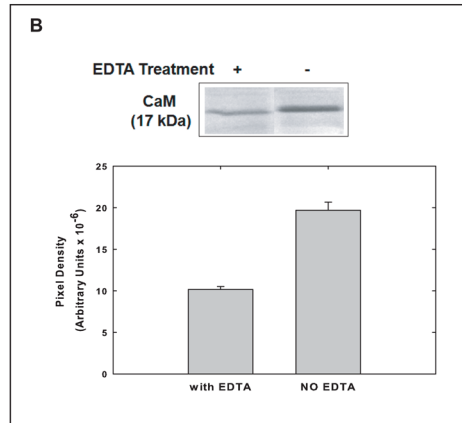 B
EDTA Treatment + -
CaM
(17 kDa)
Pixel Density
(Arbitrary Units x 10-6)
25
20
15
10
5
0
with EDTA NO EDTA